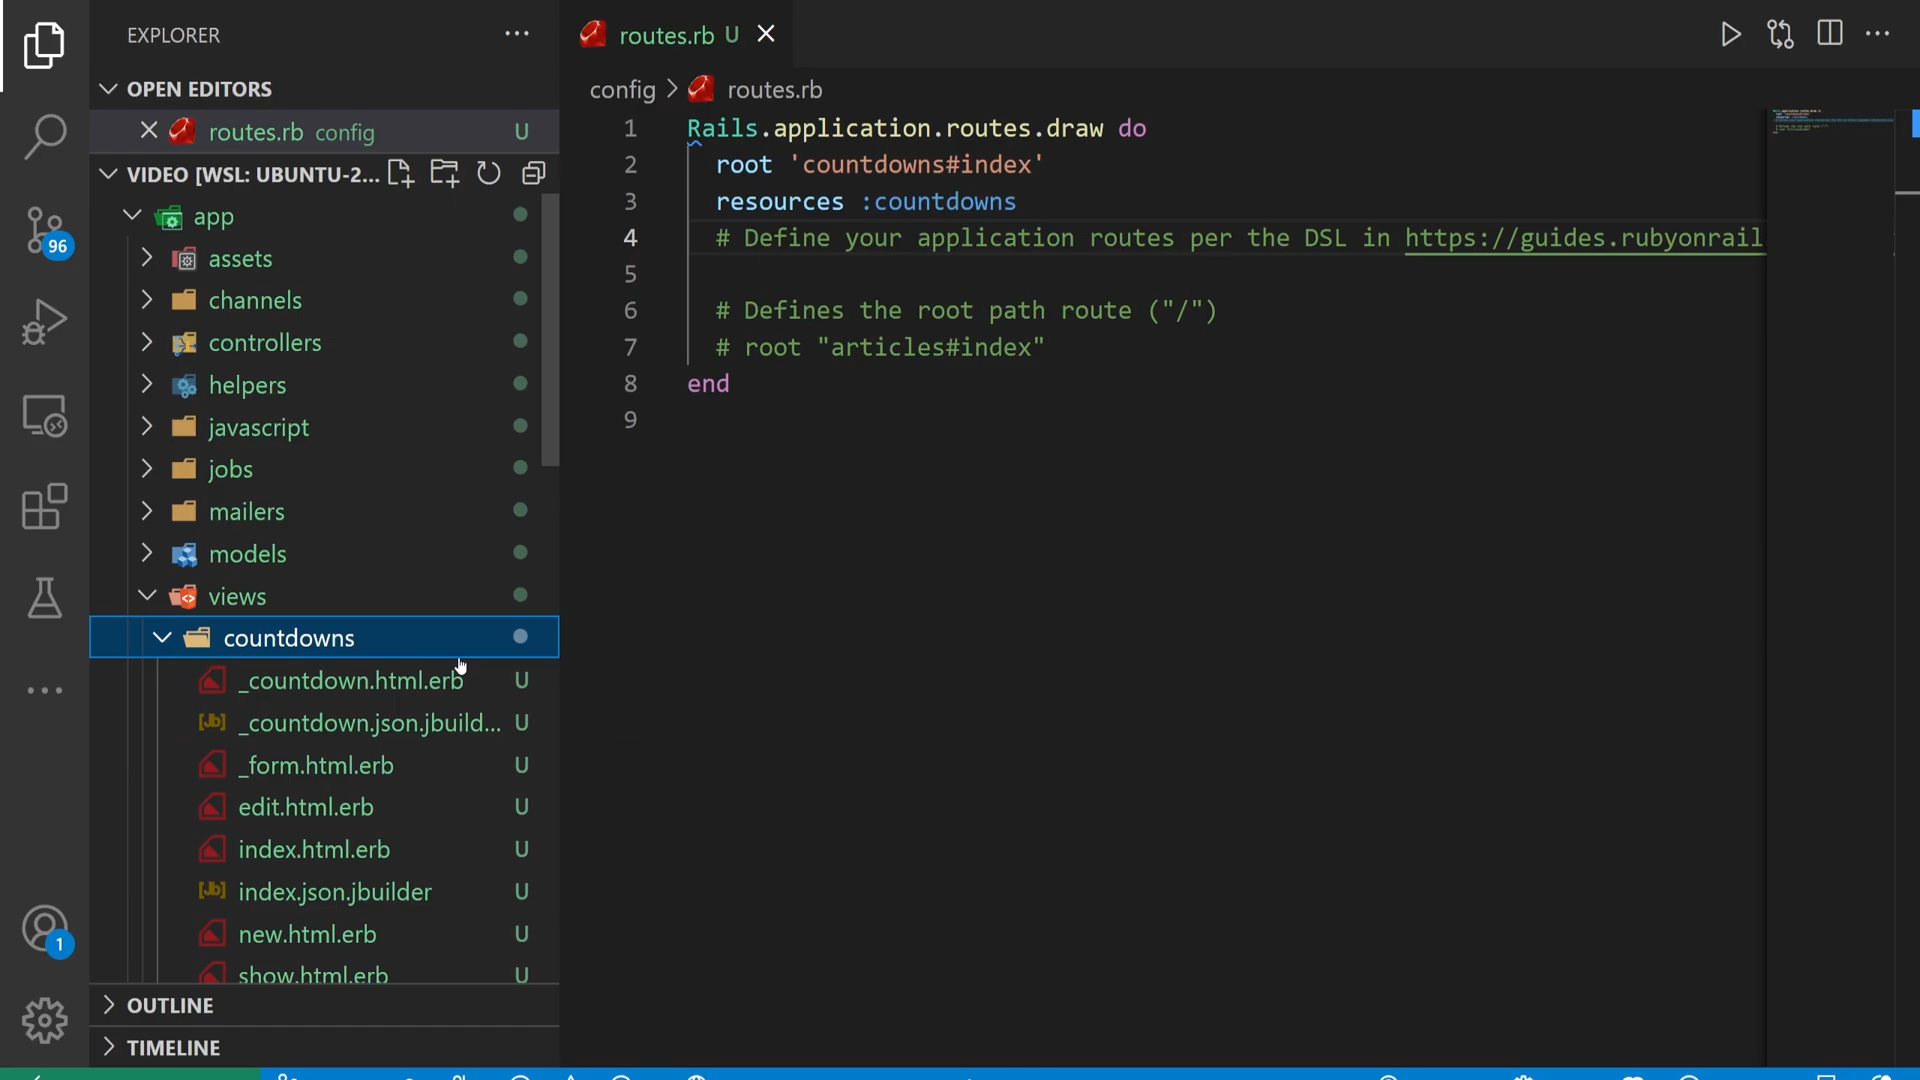 EXPLORER
OPEN EDITORS
routes.rb config U
VIDEO [WSL: UBUNTU-2...
app
assets
channels
controllers
helpers
javascript
jobs
mailers
models
views
countdowns
_countdown.html.erb U
_countdown.json.jbuild... U
_form.html.erb U
edit.html.erb U
index.html.erb U
index.json.jbuilder U
new.html.erb U
show.html.erb U
OUTLINE
TIMELINE
96
1
routes.rb U
config > routes.rb
1 Rails.application.routes.draw do
2 root 'countdowns#index'
3 resources :countdowns
4 # Define your application routes per the DSL in https://guides.rubyonrail
5
6 # Defines the root path route ("/")
7 # root "articles#index"
8 end
9